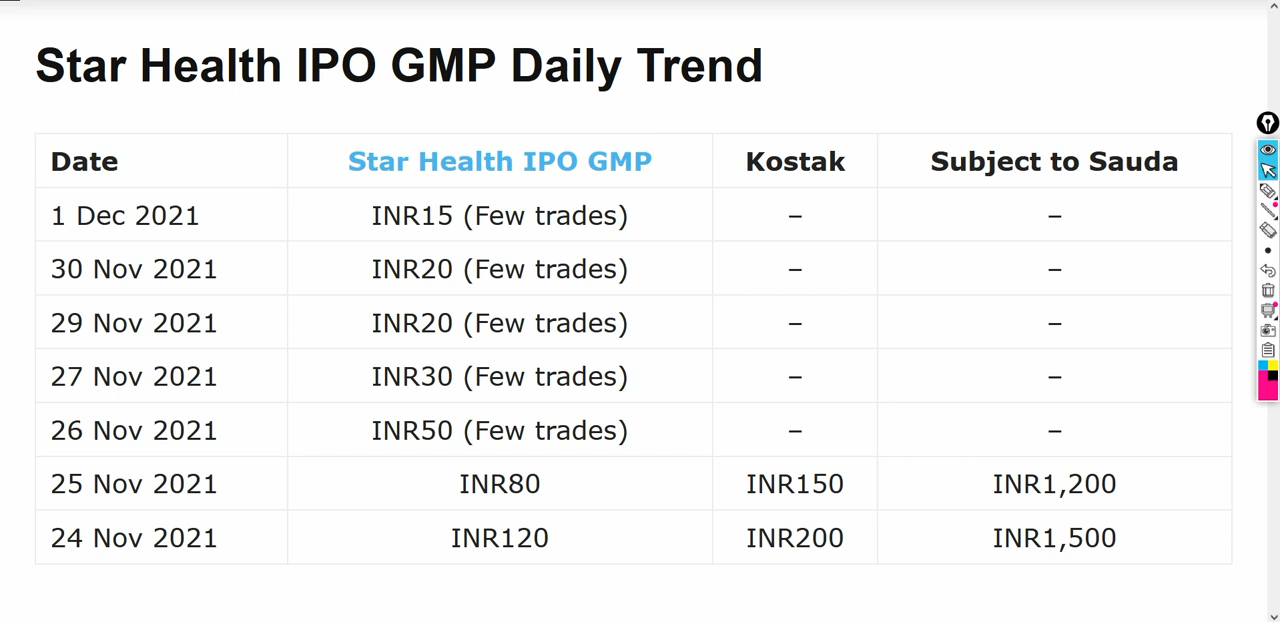 Star Health IPO GMP Daily Trend
Date Star Health IPO GMP Kostak Subject to Sauda
1 Dec 2021 INR15 (Few trades) – –
30 Nov 2021 INR20 (Few trades) – –
29 Nov 2021 INR20 (Few trades) – –
27 Nov 2021 INR30 (Few trades) – –
26 Nov 2021 INR50 (Few trades) – –
25 Nov 2021 INR80 INR150 INR1,200
24 Nov 2021 INR120 INR200 INR1,500